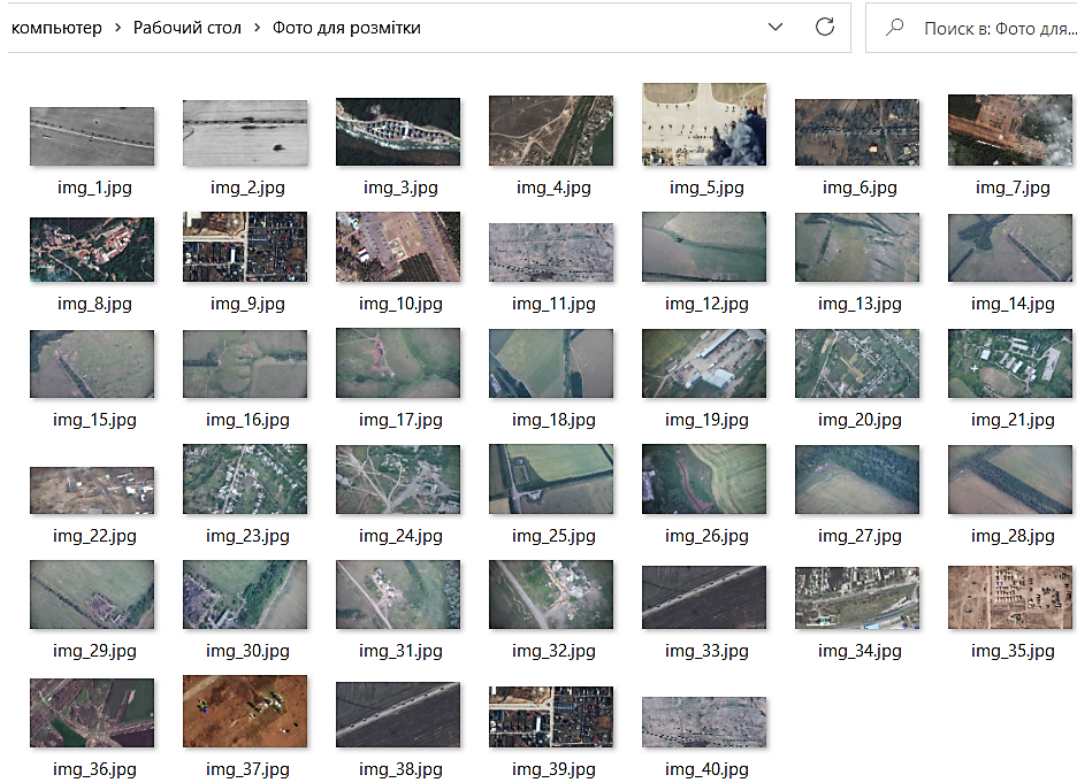 компьютер > Рабочий стол > Фото для розмітки
Поиск в: Фото для...
img_1.jpg img_2.jpg img_3.jpg img_4.jpg img_5.jpg img_6.jpg img_7.jpg
img_8.jpg img_9.jpg img_10.jpg img_11.jpg img_12.jpg img_13.jpg img_14.jpg
img_15.jpg img_16.jpg img_17.jpg img_18.jpg img_19.jpg img_20.jpg img_21.jpg
img_22.jpg img_23.jpg img_24.jpg img_25.jpg img_26.jpg img_27.jpg img_28.jpg
img_29.jpg img_30.jpg img_31.jpg img_32.jpg img_33.jpg img_34.jpg img_35.jpg
img_36.jpg img_37.jpg img_38.jpg img_39.jpg img_40.jpg